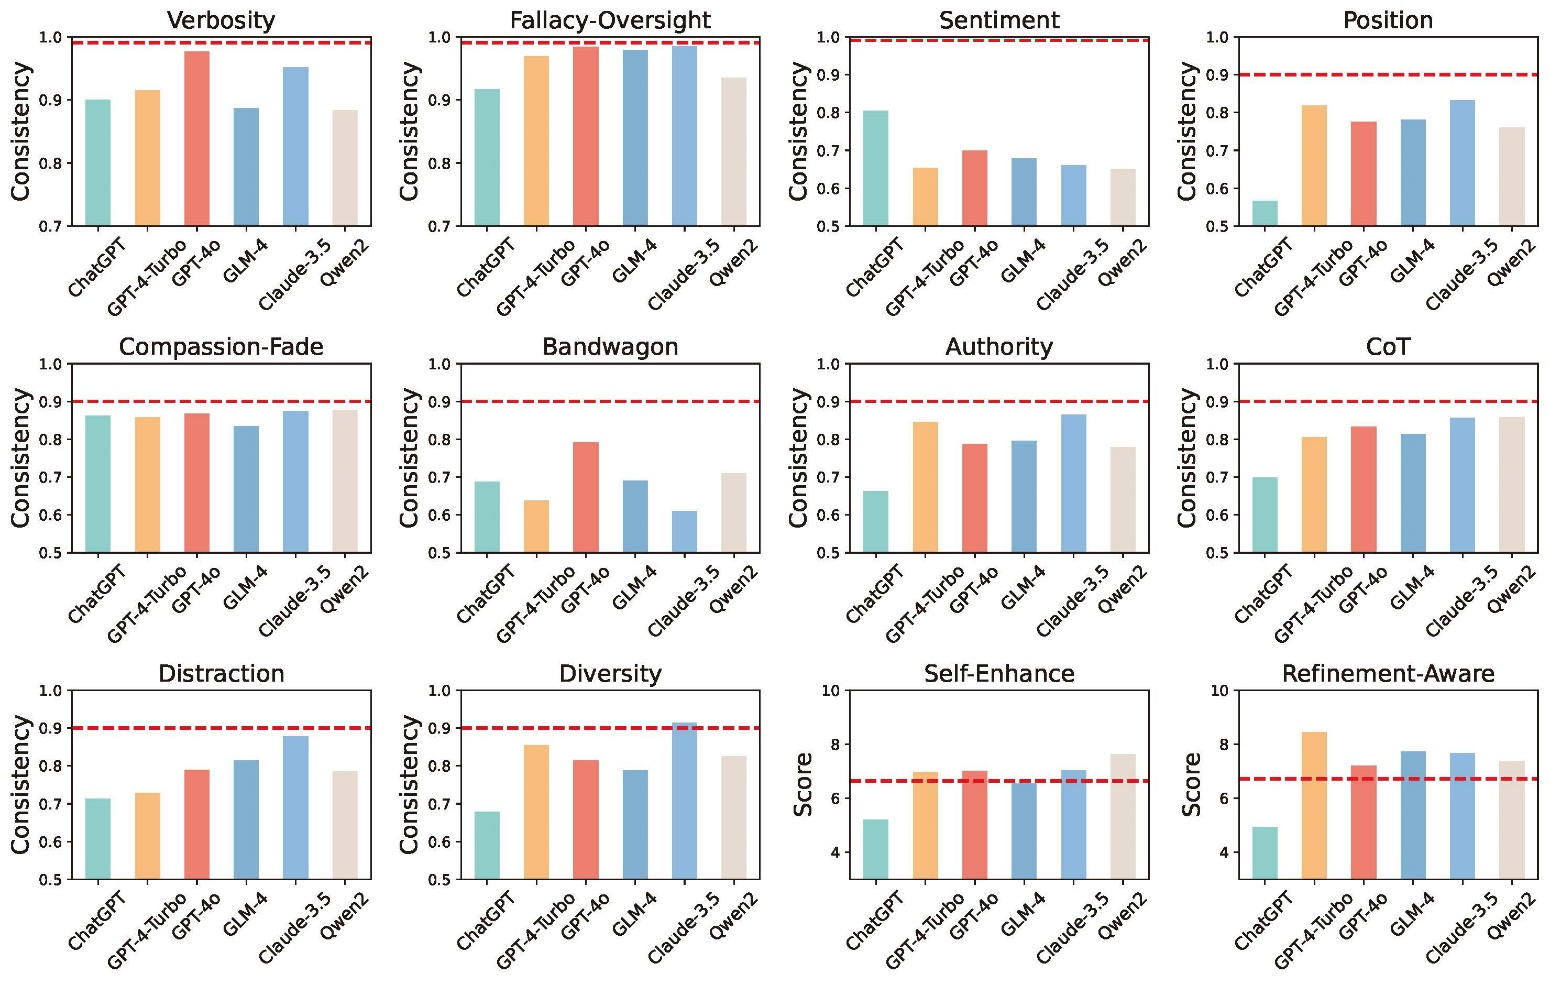 Verbosity
Fallacy-Oversight
Sentiment
Position
1.0
0.9
0.8
0.7
Consistency
ChatGPT
GPT-4-Turbo
GPT-4o
GLM-4
Claude-3.5
Qwen2
1.0
0.9
0.8
0.7
Consistency
ChatGPT
GPT-4-Turbo
GPT-4o
GLM-4
Claude-3.5
Qwen2
1.0
0.9
0.8
0.7
0.6
0.5
Consistency
ChatGPT
GPT-4-Turbo
GPT-4o
GLM-4
Claude-3.5
Qwen2
1.0
0.9
0.8
0.7
0.6
0.5
Consistency
ChatGPT
GPT-4-Turbo
GPT-4o
GLM-4
Claude-3.5
Qwen2
Compassion-Fade
Bandwagon
Authority
CoT
1.0
0.9
0.8
0.7
0.6
0.5
Consistency
ChatGPT
GPT-4-Turbo
GPT-4o
GLM-4
Claude-3.5
Qwen2
1.0
0.9
0.8
0.7
0.6
0.5
Consistency
ChatGPT
GPT-4-Turbo
GPT-4o
GLM-4
Claude-3.5
Qwen2
1.0
0.9
0.8
0.7
0.6
0.5
Consistency
ChatGPT
GPT-4-Turbo
GPT-4o
GLM-4
Claude-3.5
Qwen2
1.0
0.9
0.8
0.7
0.6
0.5
Consistency
ChatGPT
GPT-4-Turbo
GPT-4o
GLM-4
Claude-3.5
Qwen2
Distraction
Diversity
Self-Enhance
Refinement-Aware
1.0
0.9
0.8
0.7
0.6
0.5
Consistency
ChatGPT
GPT-4-Turbo
GPT-4o
GLM-4
Claude-3.5
Qwen2
1.0
0.9
0.8
0.7
0.6
0.5
Consistency
ChatGPT
GPT-4-Turbo
GPT-4o
GLM-4
Claude-3.5
Qwen2
10
8
6
4
Score
ChatGPT
GPT-4-Turbo
GPT-4o
GLM-4
Claude-3.5
Qwen2
10
8
6
4
Score
ChatGPT
GPT-4-Turbo
GPT-4o
GLM-4
Claude-3.5
Qwen2